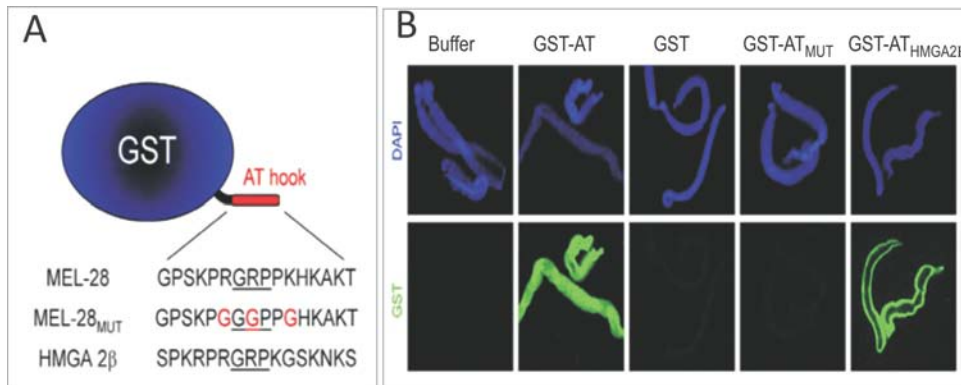 A
GST
AT hook
MEL-28 GPSKPRGRPPKHKAKT
MEL-28MUT GPSKPGGGPPGHKAKT
HMGA 2β SPKRPRGRPKGSKNKS
B
Buffer GST-AT GST GST-ATMUT GST-ATHMGA2β
DAPI
GST